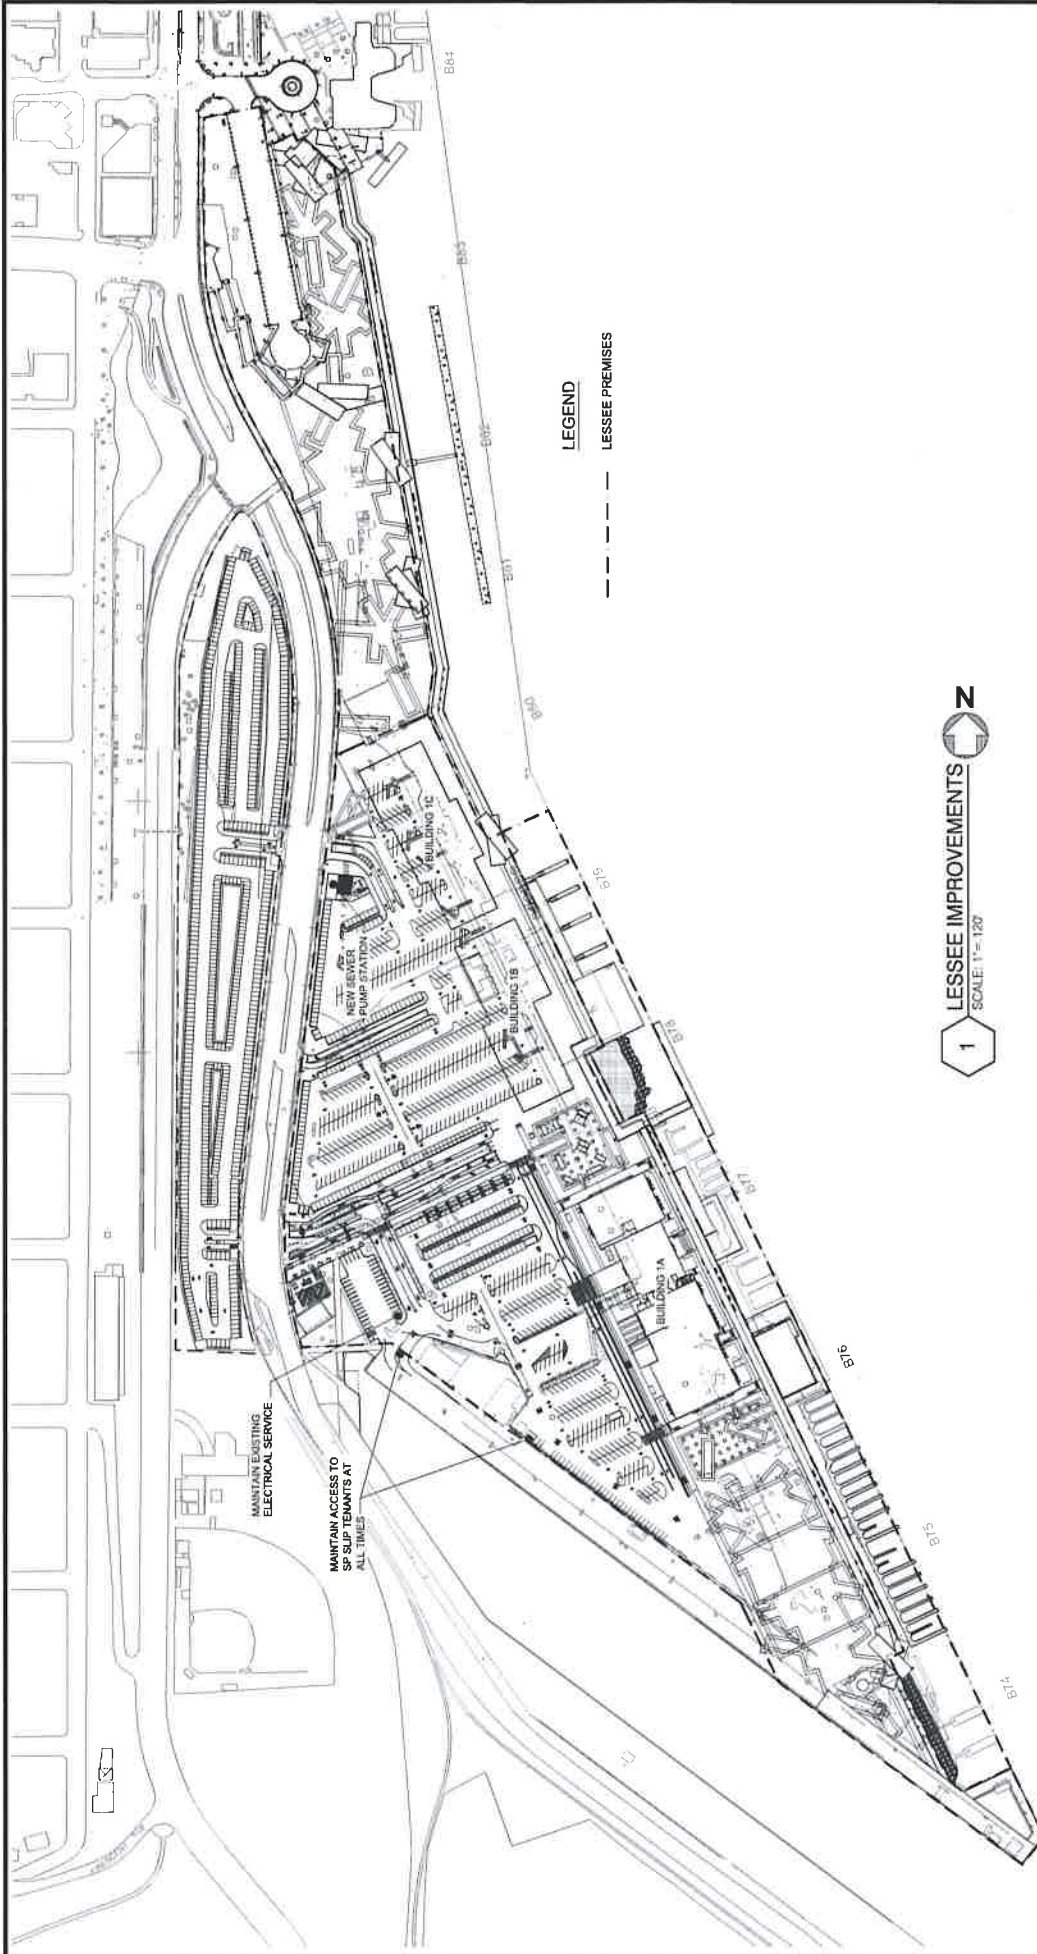 LEGEND
LESSEE PREMISES
MAINTAIN EXISTING
ELECTRICAL SERVICE
MAINTAIN ACCESS TO
SP SLIP TENANTS AT
ALL TIMES
NEW SEWER
PUMP STATION
BUILDING 1A
BUILDING 1B
BUILDING 1C
B74
B75
B76
B77
B78
B79
B80
B81
B82
B83
B84
1
LESSEE IMPROVEMENTS
SCALE: 1"=120'
N